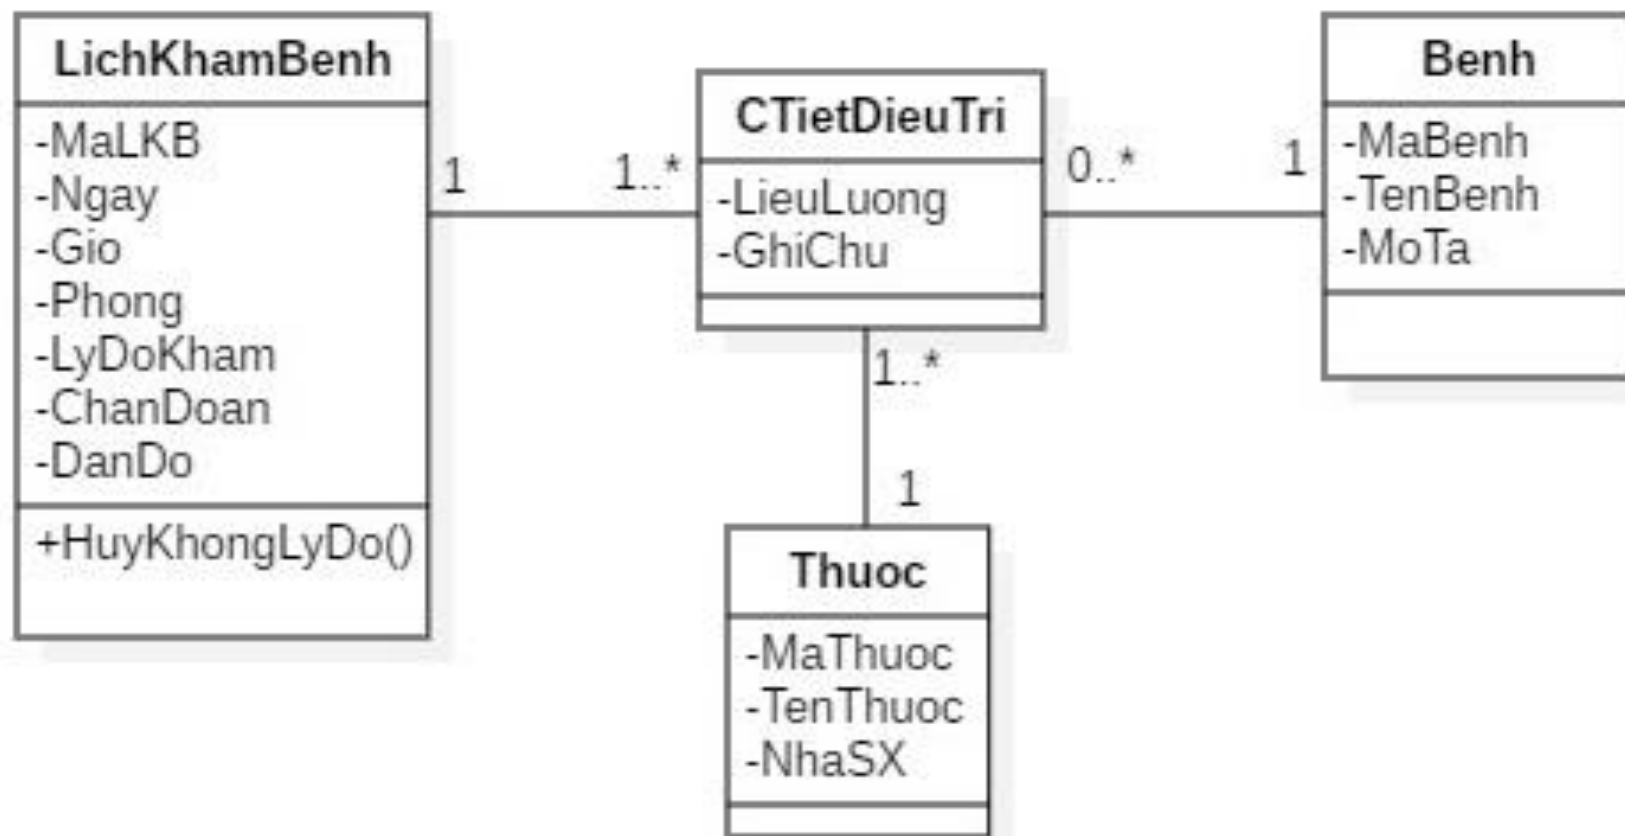 LichKhamBenh
-MaLKB
-Ngay
-Gio
-Phong
-LyDoKham
-ChanDoan
-DanDo
+HuyKhongLyDo()
1
1..*
CTietDieuTri
-LieuLuong
-GhiChu
0..*
1
Benh
-MaBenh
-TenBenh
-MoTa
1..*
1
Thuoc
-MaThuoc
-TenThuoc
-NhaSX